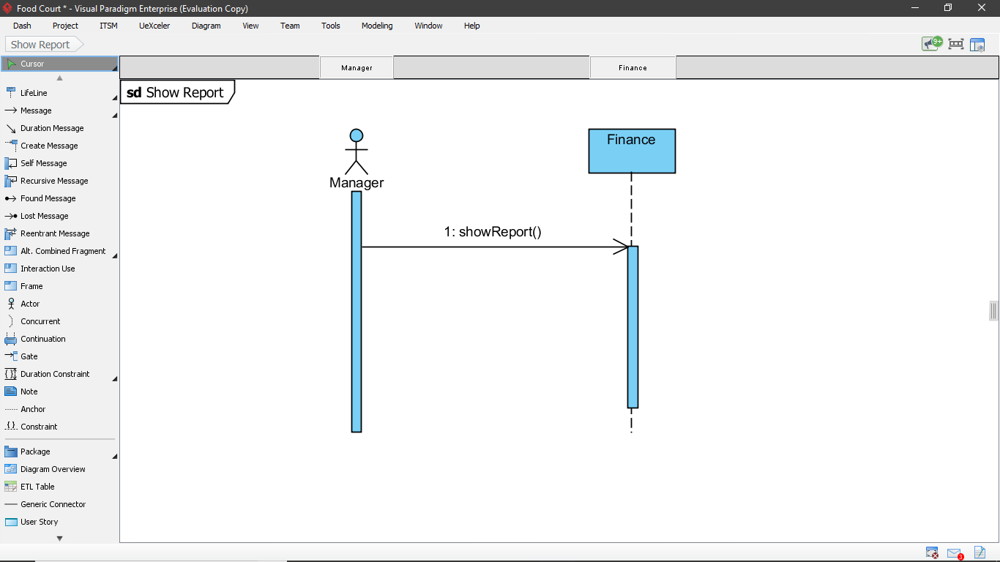 Food Court * - Visual Paradigm Enterprise (Evaluation Copy)
Dash Project ITSM UeXceler Diagram View Team Tools Modeling Window Help
Show Report
9+
Cursor
LifeLine
Message
Duration Message
Create Message
Self Message
Recursive Message
Found Message
Lost Message
Reentrant Message
Alt. Combined Fragment
Interaction Use
Frame
Actor
Concurrent
Continuation
Gate
Duration Constraint
Note
Anchor
Constraint
Package
Diagram Overview
ETL Table
Generic Connector
User Story
Manager Finance
sd Show Report
Finance
Manager
1: showReport()
3